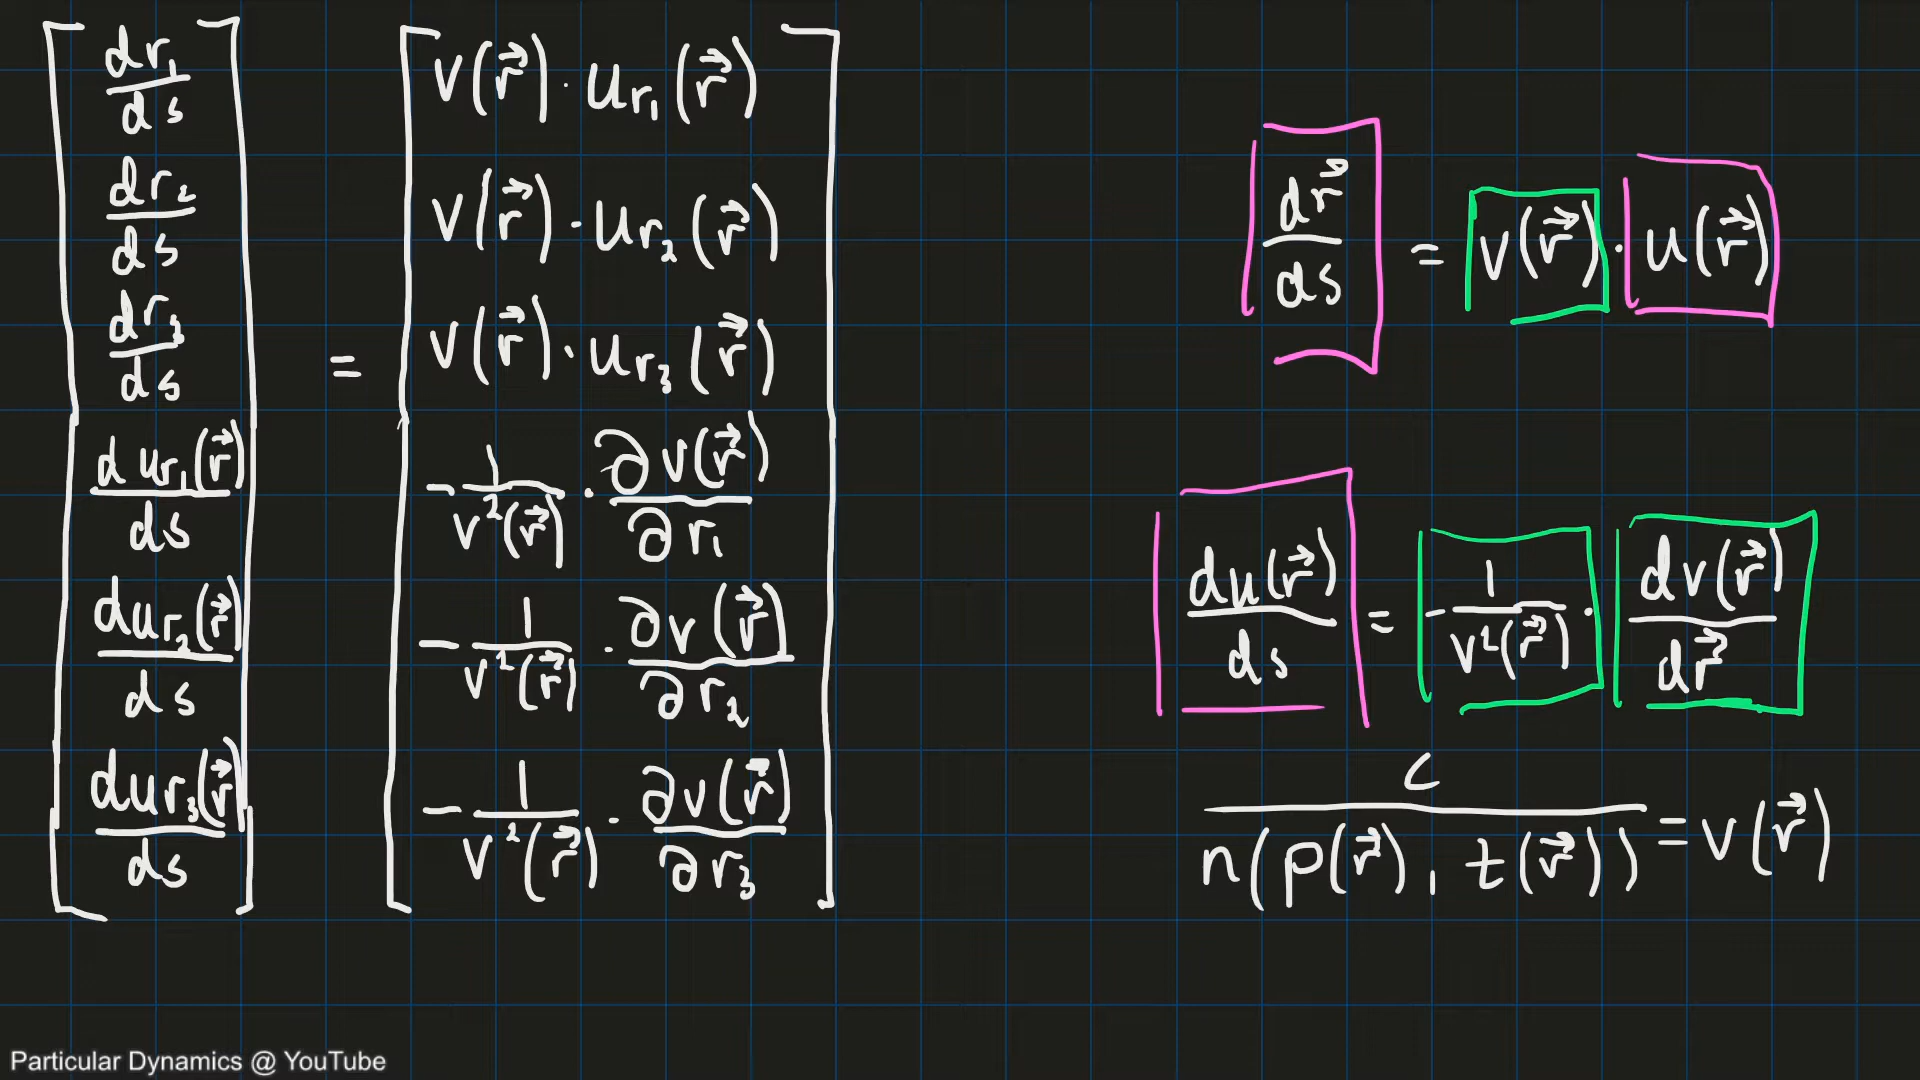 [dr₁/ds dr₂/ds dr₃/ds du_r₁(r⃗)/ds du_r₂(r⃗)/ds du_r₃(r⃗)/ds] = [
v(r⃗) · u_r₁(r⃗)
v(r⃗) · u_r₂(r⃗)
v(r⃗) · u_r₃(r⃗)
-1/v²(r⃗) · ∂v(r⃗)/∂r₁
-1/v²(r⃗) · ∂v(r⃗)/∂r₂
-1/v²(r⃗) · ∂v(r⃗)/∂r₃
]
dr⃗/ds = v(r⃗) · u(r⃗)
du(r⃗)/ds = -1/v²(r⃗) · dv(r⃗)/dr⃗
c/n(p(r⃗), t(r⃗)) = v(r⃗)
Particular Dynamics @ YouTube